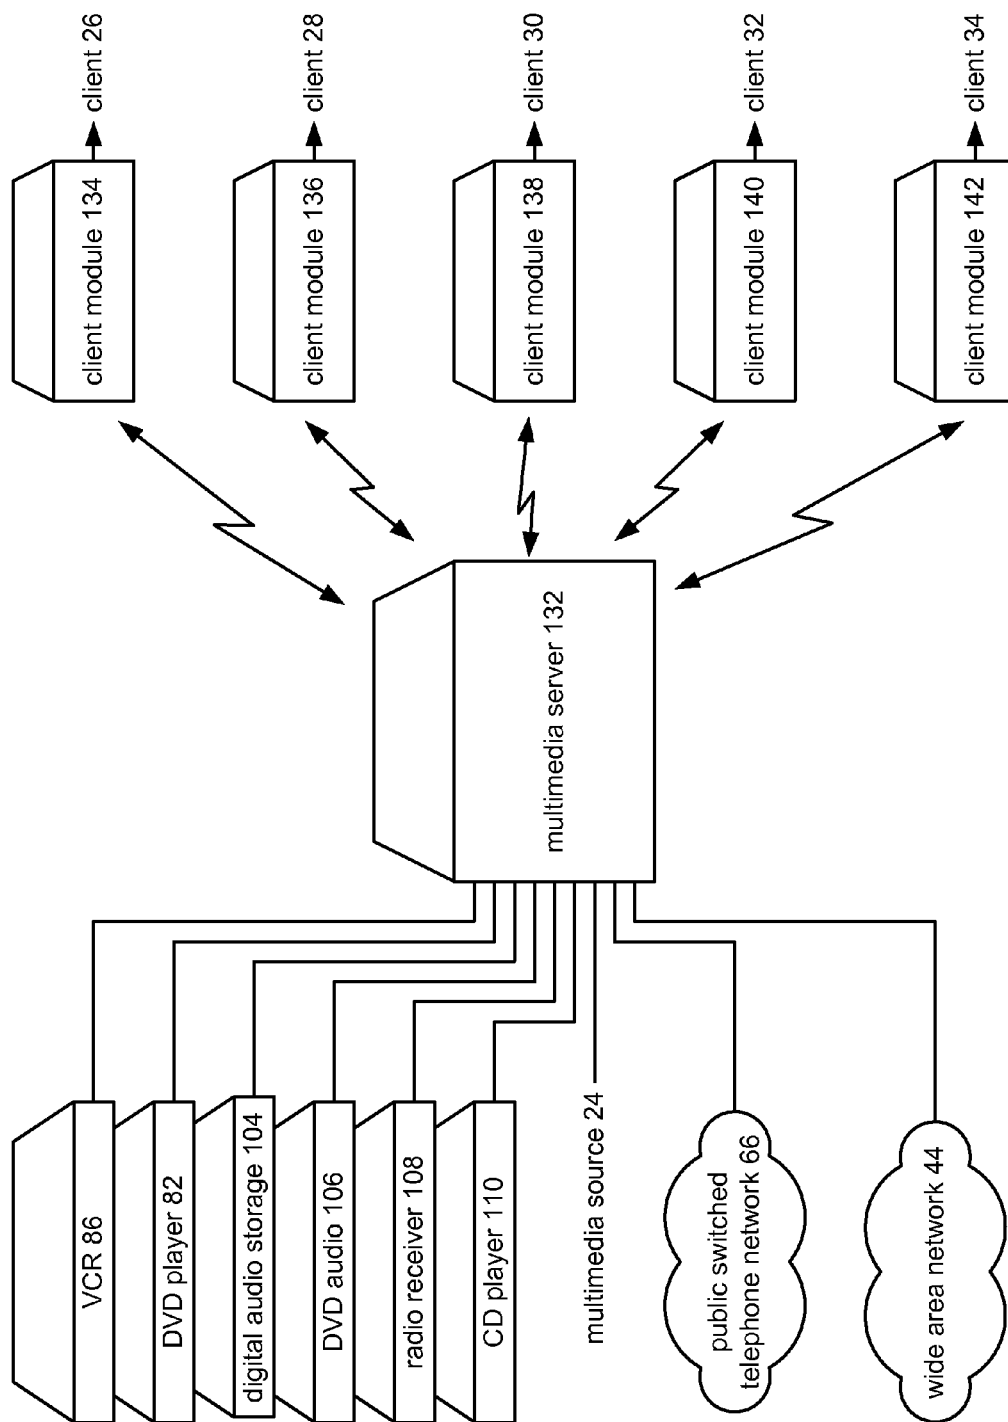 VCR 86
DVD player 82
digital audio storage 104
DVD audio 106
radio receiver 108
CD player 110
multimedia source 24
public switched
telephone network 66
wide area network 44
multimedia server 132
client module 134
client 26
client module 136
client 28
client module 138
client 30
client module 140
client 32
client module 142
client 34